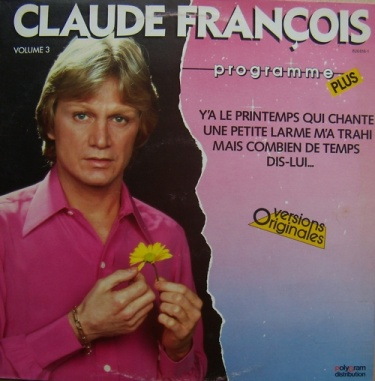 CLAUDE FRANÇOIS
VOLUME 3
programme
PLUS
Y'A LE PRINTEMPS QUI CHANTE
UNE PETITE LARME M'A TRAHI
MAIS COMBIEN DE TEMPS
DIS-LUI...
versions
Originales
polygram
distribution